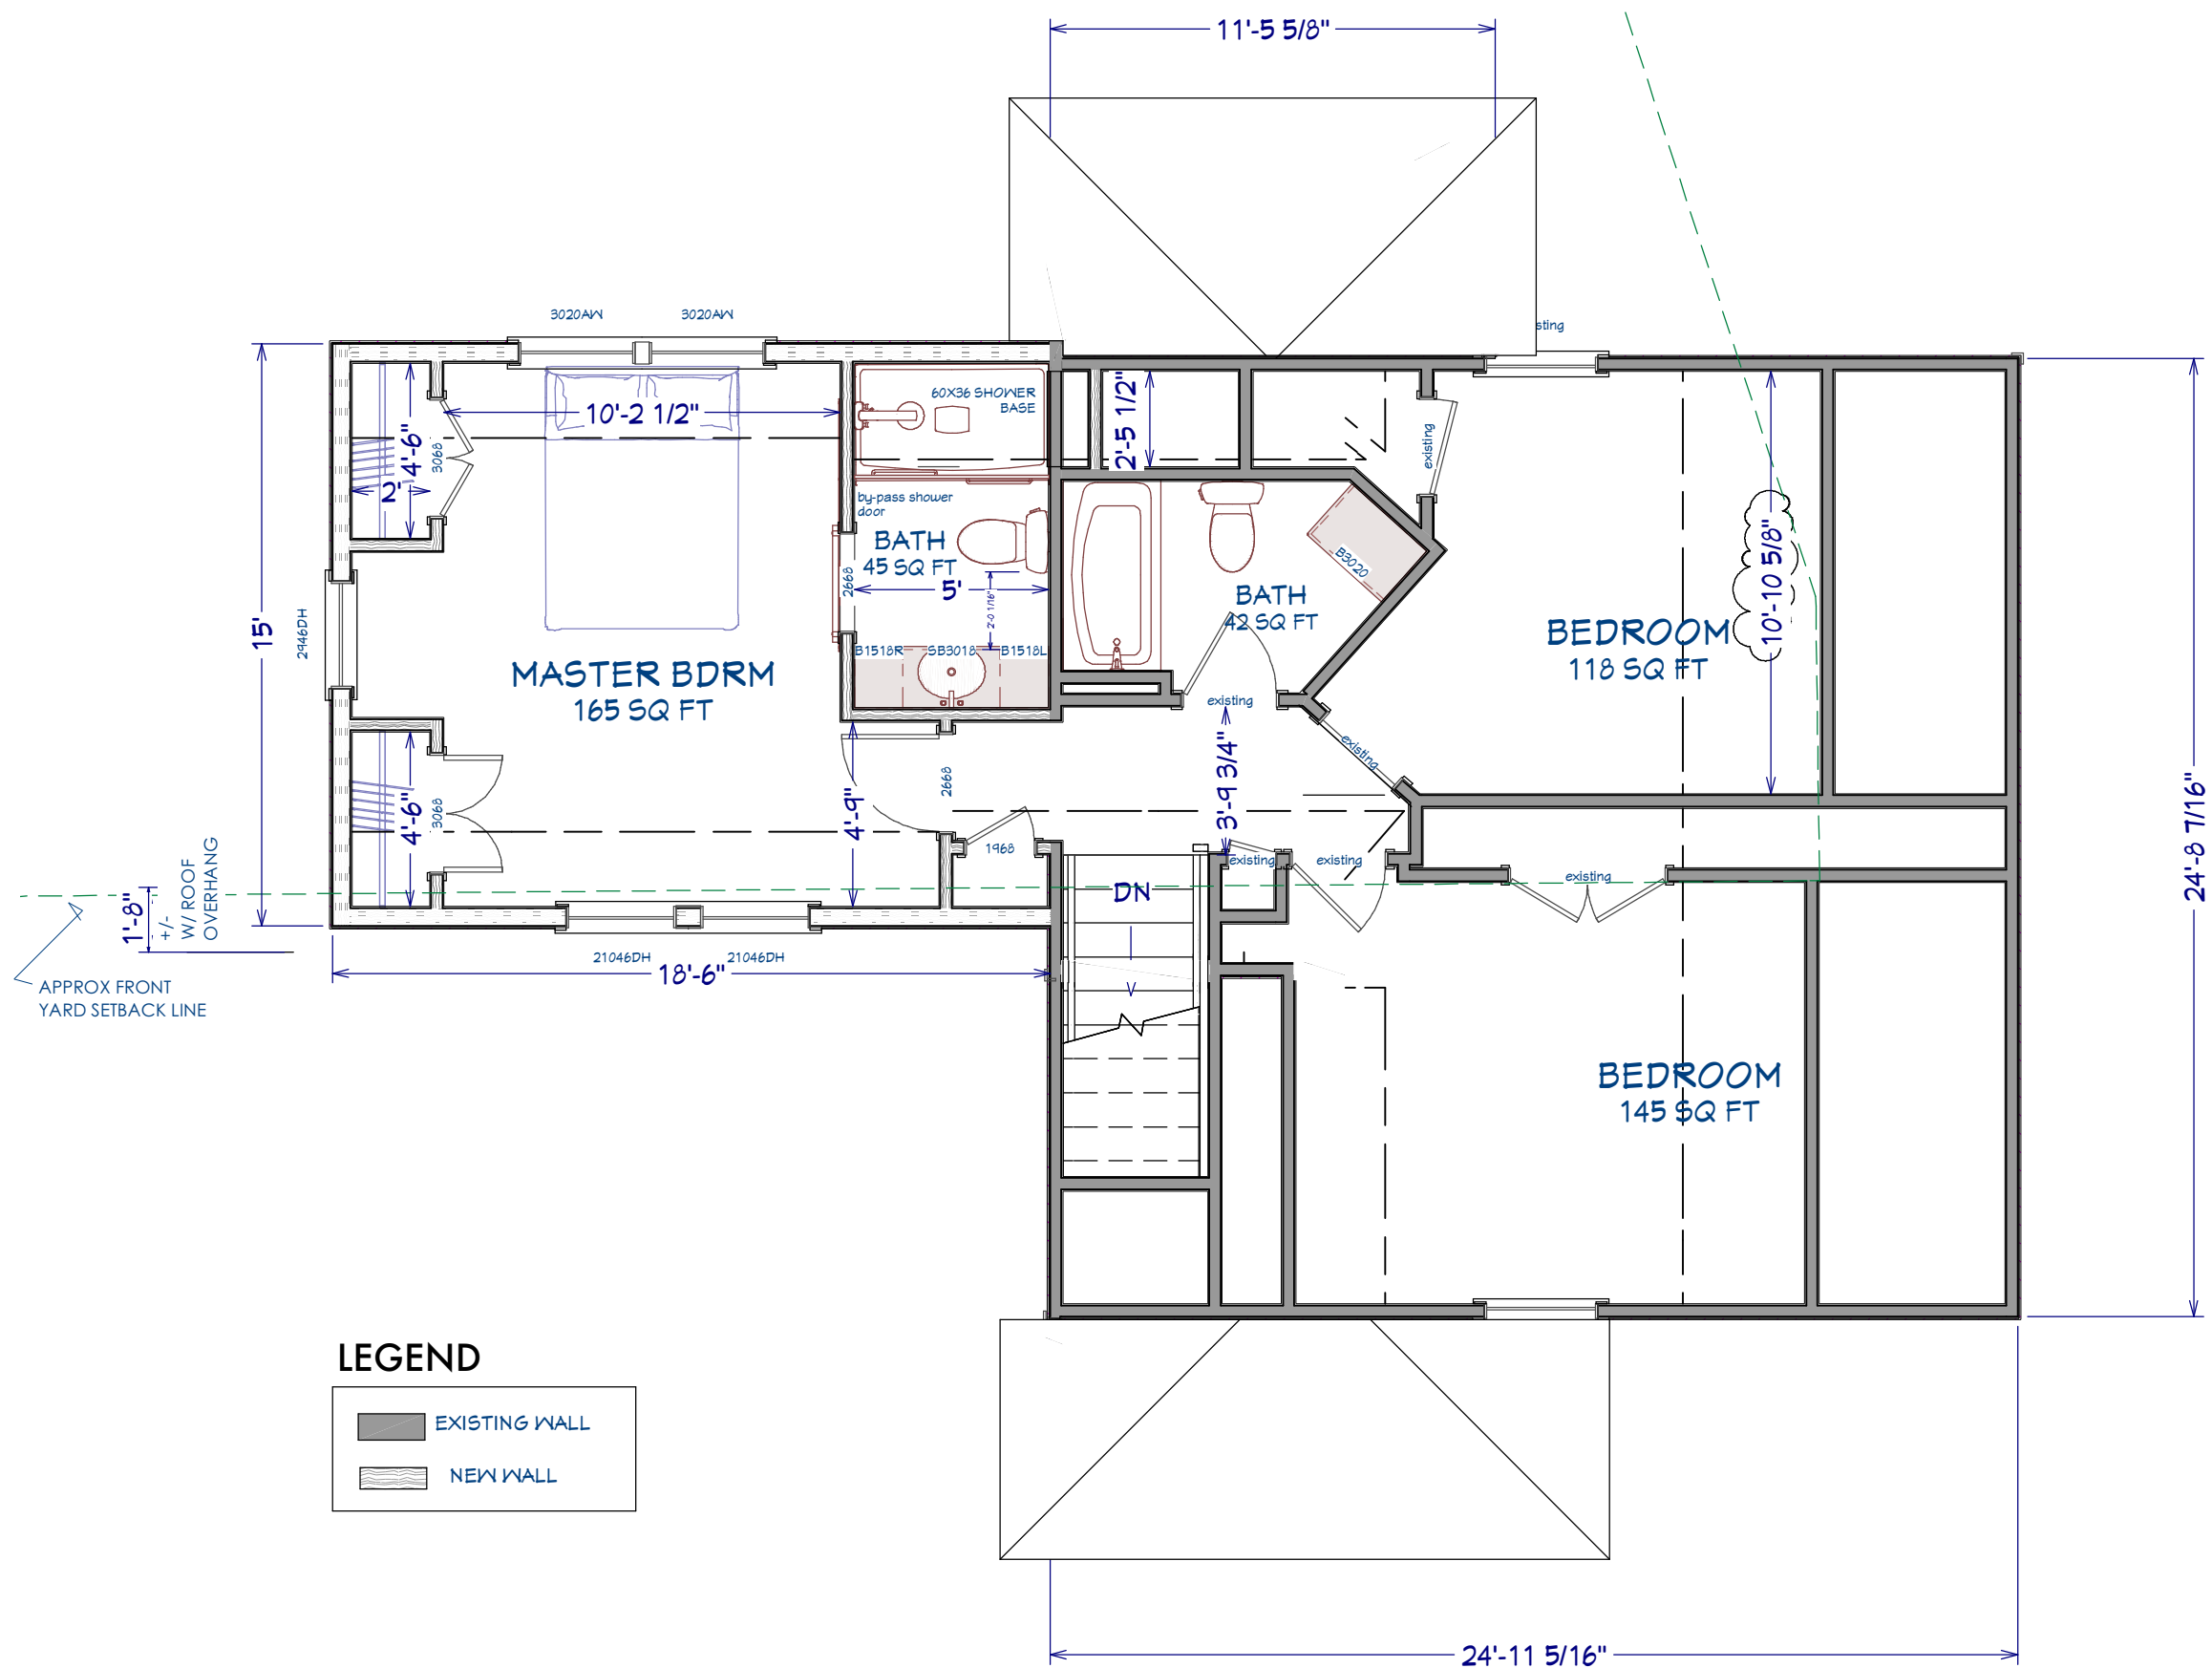 11'-5 5/8"
3020AW
3020AW
sting
10'-2 1/2"
60X36 SHOWER
BASE
2'-5 1/2"
4'-6"
3068
2'
existing
by-pass shower
door
BATH
45 SQ FT
2668
5'
2'-0 1/16"
B3020
BATH
42 SQ FT
10'-10 5/8"
BEDROOM
118 SQ FT
15'
2946DH
B1518R
SB3018
B1518L
MASTER BDRM
165 SQ FT
existing
existing
3'-9 3/4"
2668
4'-9"
4'-6"
3068
1968
existing
existing
existing
24'-8 7/16"
DN
1'-8"
+/-
W/ ROOF
OVERHANG
21046DH
21046DH
18'-6"
APPROX FRONT
YARD SETBACK LINE
BEDROOM
145 SQ FT
LEGEND
EXISTING WALL
NEW WALL
24'-11 5/16"